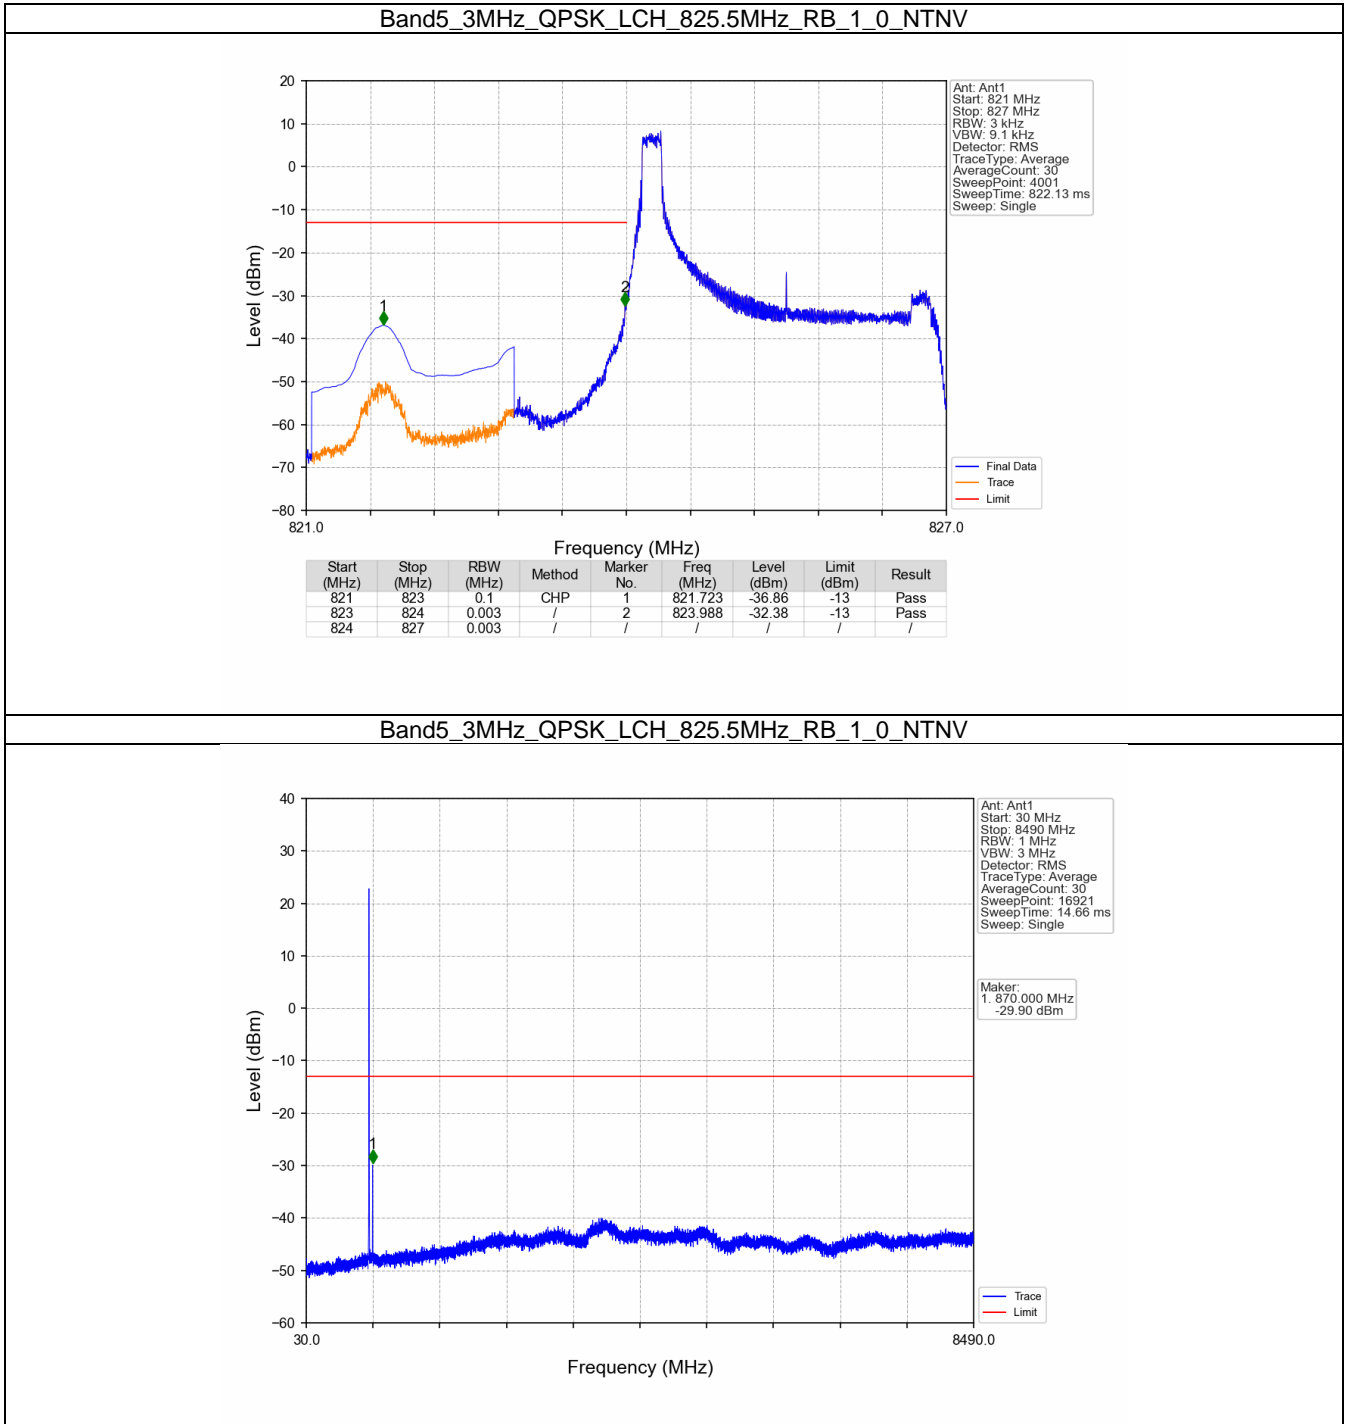 Band5_3MHz_QPSK_LCH_825.5MHz_RB_1_0_NTNV
20
10
0
−10
−20
−30
−40
−50
−60
−70
−80
Level (dBm)
1
2
821.0
827.0
Frequency (MHz)
Ant: Ant1
Start: 821 MHz
Stop: 827 MHz
RBW: 3 kHz
VBW: 9.1 kHz
Detector: RMS
TraceType: Average
AverageCount: 30
SweepPoint: 4001
SweepTime: 822.13 ms
Sweep: Single
Final Data
Trace
Limit
Start (MHz) Stop (MHz) RBW (MHz) Method Marker No. Freq (MHz) Level (dBm) Limit (dBm) Result
821 823 0.1 CHP 1 821.723 -36.86 -13 Pass
823 824 0.003 / 2 823.988 -32.38 -13 Pass
824 827 0.003 / / / / / /
Band5_3MHz_QPSK_LCH_825.5MHz_RB_1_0_NTNV
40
30
20
10
0
−10
−20
−30
−40
−50
−60
Level (dBm)
1
30.0
8490.0
Frequency (MHz)
Ant: Ant1
Start: 30 MHz
Stop: 8490 MHz
RBW: 1 MHz
VBW: 3 MHz
Detector: RMS
TraceType: Average
AverageCount: 30
SweepPoint: 16921
SweepTime: 14.66 ms
Sweep: Single
Maker:
1. 870.000 MHz
-29.90 dBm
Trace
Limit